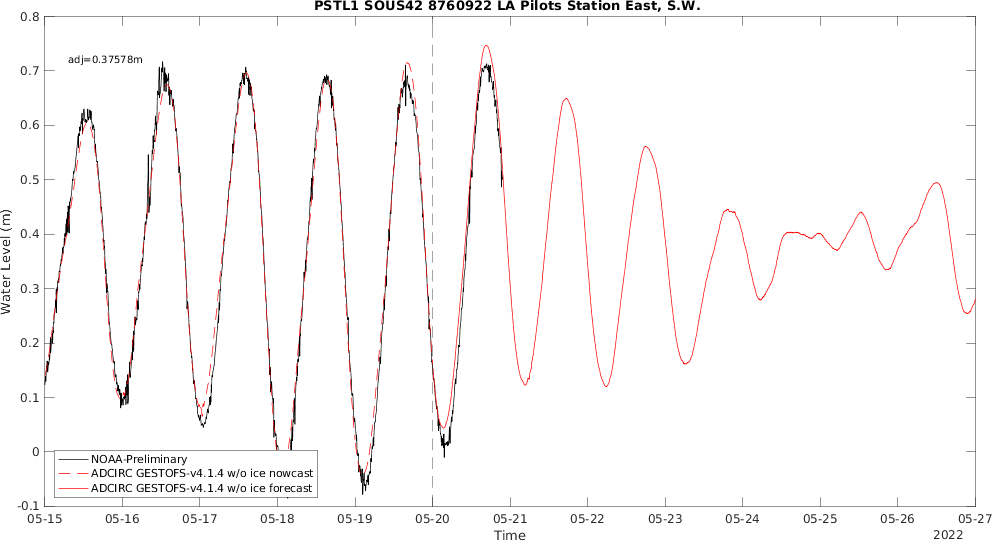 PSTL1 SOUS42 8760922 LA Pilots Station East, S.W.
adj=0.37578m
Water Level (m)
0.8
0.7
0.6
0.5
0.4
0.3
0.2
0.1
0
-0.1
NOAA-Preliminary
ADCIRC GESTOFS-v4.1.4 w/o ice nowcast
ADCIRC GESTOFS-v4.1.4 w/o ice forecast
05-15 05-16 05-17 05-18 05-19 05-20 05-21 05-22 05-23 05-24 05-25 05-26 05-27
Time
2022